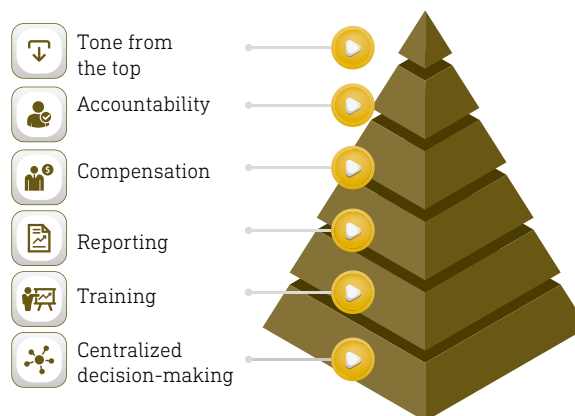 Tone from
the top
Accountability
Compensation
Reporting
Training
Centralized
decision-making